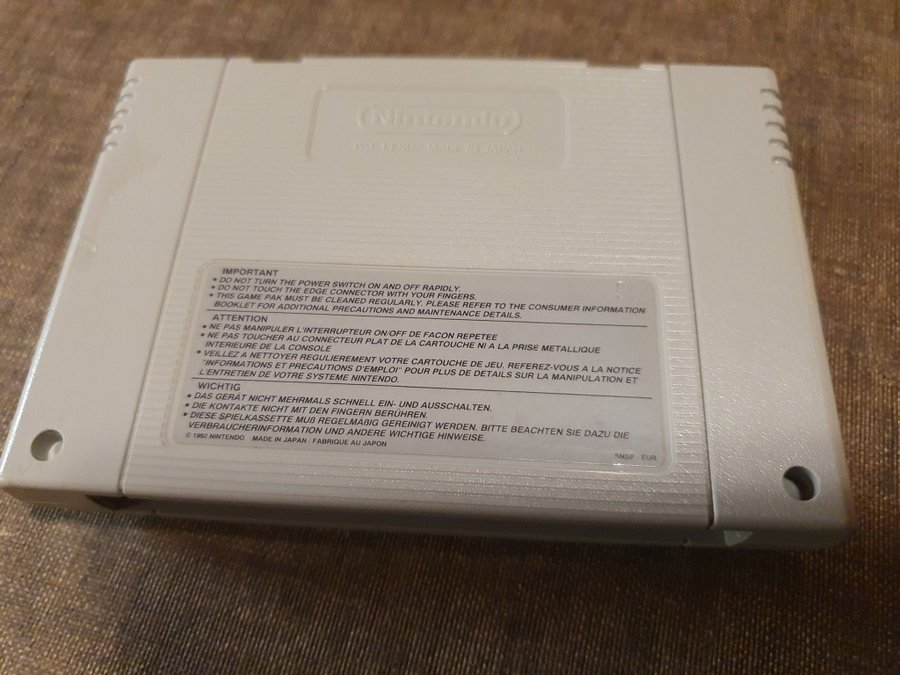 Nintendo
PAT. PEND. MADE IN JAPAN
IMPORTANT
• DO NOT TURN THE POWER SWITCH ON AND OFF RAPIDLY.
• DO NOT TOUCH THE EDGE CONNECTOR WITH YOUR FINGERS.
• THIS GAME PAK MUST BE CLEANED REGULARLY. PLEASE REFER TO THE CONSUMER INFORMATION
BOOKLET FOR ADDITIONAL PRECAUTIONS AND MAINTENANCE DETAILS.
ATTENTION
• NE PAS MANIPULER L'INTERRUPTEUR ON/OFF DE FACON REPETEE
• NE PAS TOUCHER AU CONNECTEUR PLAT DE LA CARTOUCHE NI A LA PRISE METALLIQUE
INTERIEURE DE LA CONSOLE
• VEILLEZ A NETTOYER REGULIEREMENT VOTRE CARTOUCHE DE JEU. REFEREZ-VOUS A LA NOTICE
"INFORMATIONS ET PRECAUTIONS D'EMPLOI" POUR PLUS DE DETAILS SUR LA MANIPULATION ET
L'ENTRETIEN DE VOTRE SYSTEME NINTENDO.
WICHTIG
• DAS GERÄT NICHT MEHRMALS SCHNELL EIN- UND AUSSCHALTEN.
• DIE KONTAKTE NICHT MIT DEN FINGERN BERÜHREN.
• DIESE SPIELKASSETTE MUß REGELMÄßIG GEREINIGT WERDEN. BITTE BEACHTEN SIE DAZU DIE
VERBRAUCHERINFORMATION UND ANDERE WICHTIGE HINWEISE.
© 1992 NINTENDO MADE IN JAPAN / FABRIQUE AU JAPON
SNSP - EUR